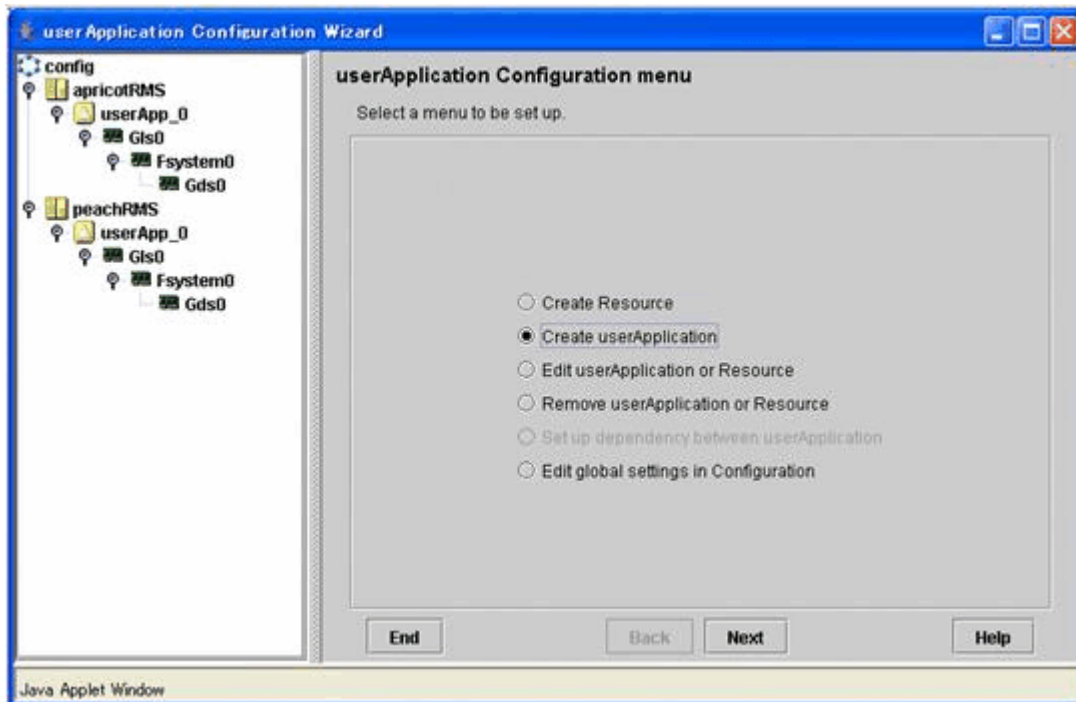 userApplication Configuration Wizard
config
apricotRMS
userApp_0
Gls0
Fsystem0
Gds0
peachRMS
userApp_0
Gls0
Fsystem0
Gds0
userApplication Configuration menu
Select a menu to be set up.
Create Resource
Create userApplication
Edit userApplication or Resource
Remove userApplication or Resource
Set up dependency between userApplication
Edit global settings in Configuration
End
Back
Next
Help
Java Applet Window